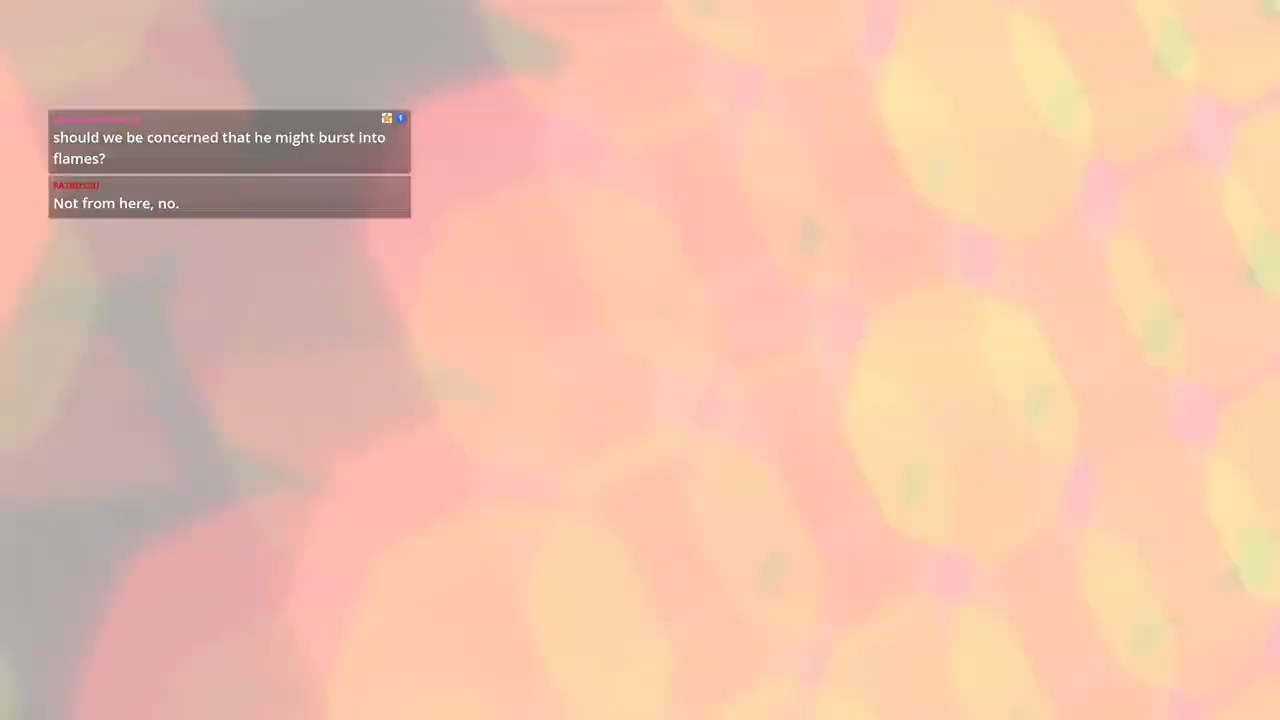 should we be concerned that he might burst into
flames?
Not from here, no.